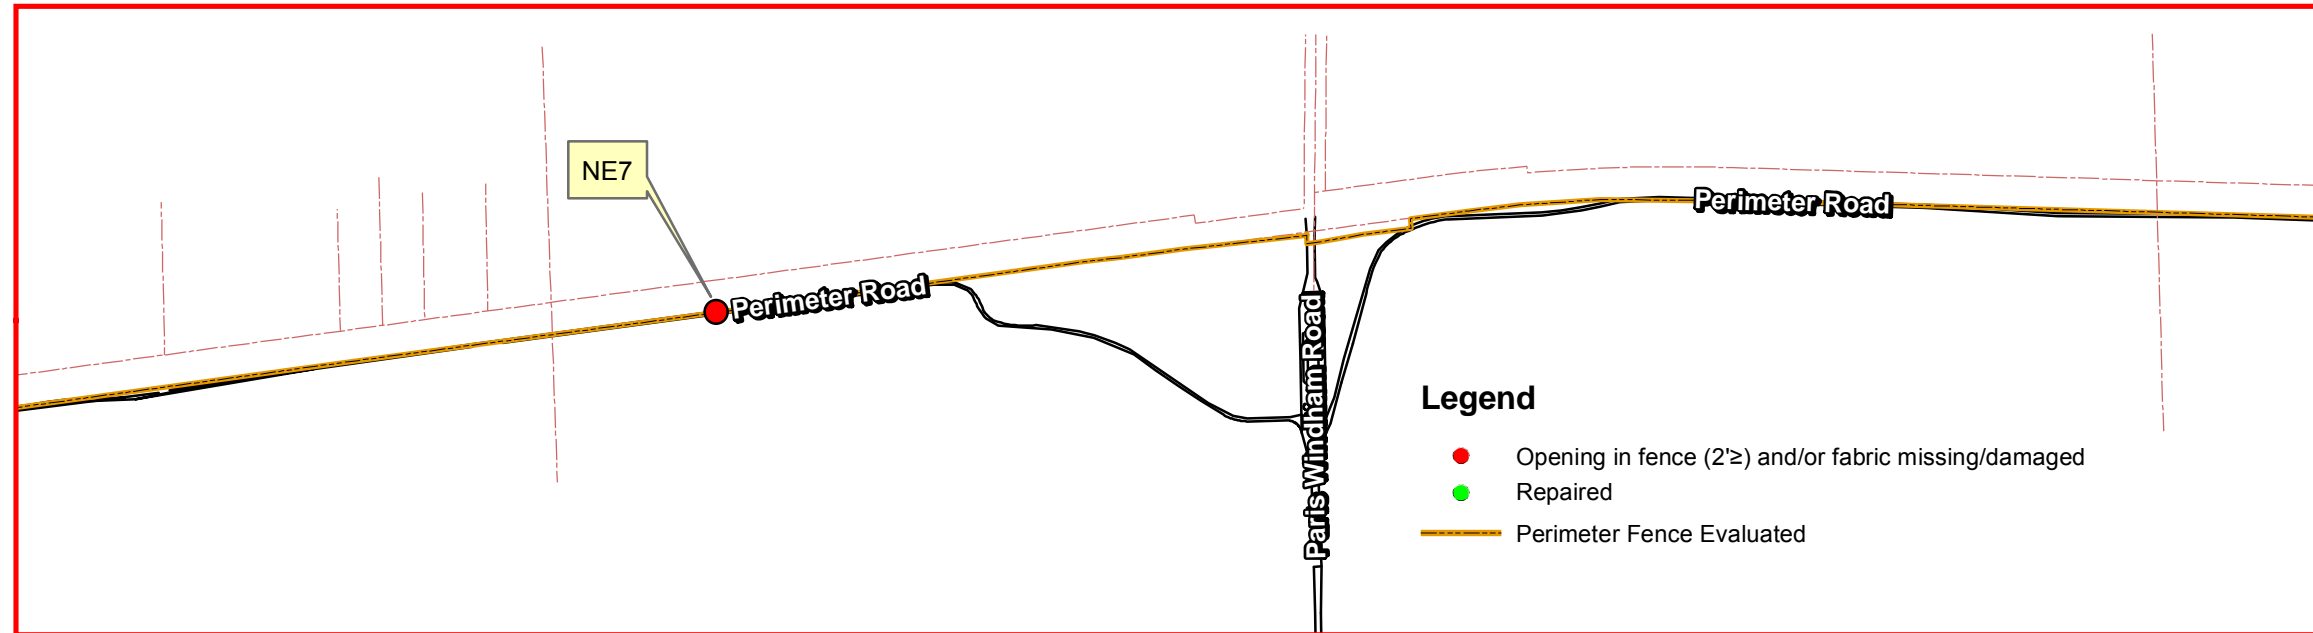 NE7
Perimeter Road
Perimeter Road
Paris-Windham-Road
Legend
Opening in fence (2'≥) and/or fabric missing/damaged
Repaired
Perimeter Fence Evaluated